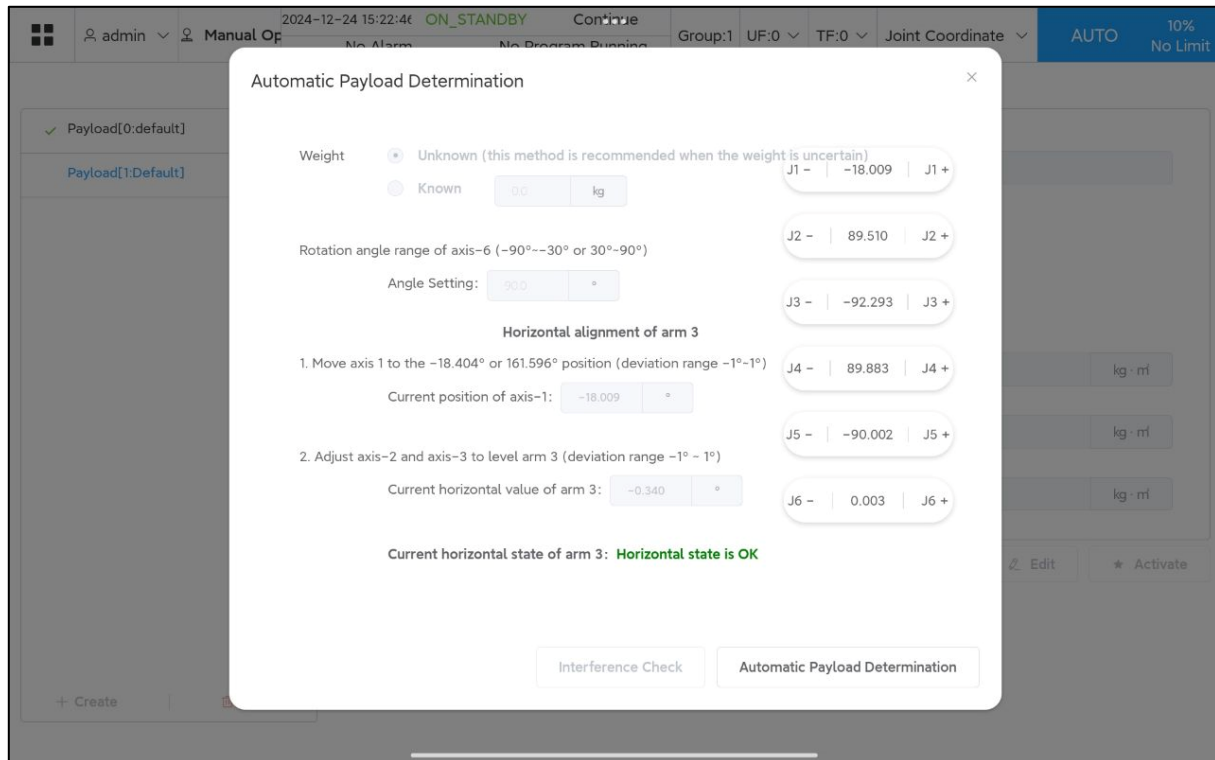 admin
Manual Op
2024-12-24 15:22:46 ON_STANDBY Continue
No Alarm No Program Running
Group:1 UF:0 TF:0 Joint Coordinate
AUTO
10%
No Limit
Automatic Payload Determination
Payload[0:default]
Payload[1:Default]
Weight Unknown (this method is recommended when the weight is uncertain)
Known 0.0 kg
Rotation angle range of axis-6 (-90°~-30° or 30°~90°)
Angle Setting: 90.0 °
Horizontal alignment of arm 3
1. Move axis 1 to the -18.404° or 161.596° position (deviation range -1°~1°)
Current position of axis-1: -18.009 °
2. Adjust axis-2 and axis-3 to level arm 3 (deviation range -1° ~ 1°)
Current horizontal value of arm 3: -0.340 °
Current horizontal state of arm 3: Horizontal state is OK
J1 - -18.009 J1 +
J2 - 89.510 J2 +
J3 - -92.293 J3 +
J4 - 89.883 J4 +
J5 - -90.002 J5 +
J6 - 0.003 J6 +
kg · ㎡
kg · ㎡
kg · ㎡
Edit Activate
Interference Check Automatic Payload Determination
+ Create